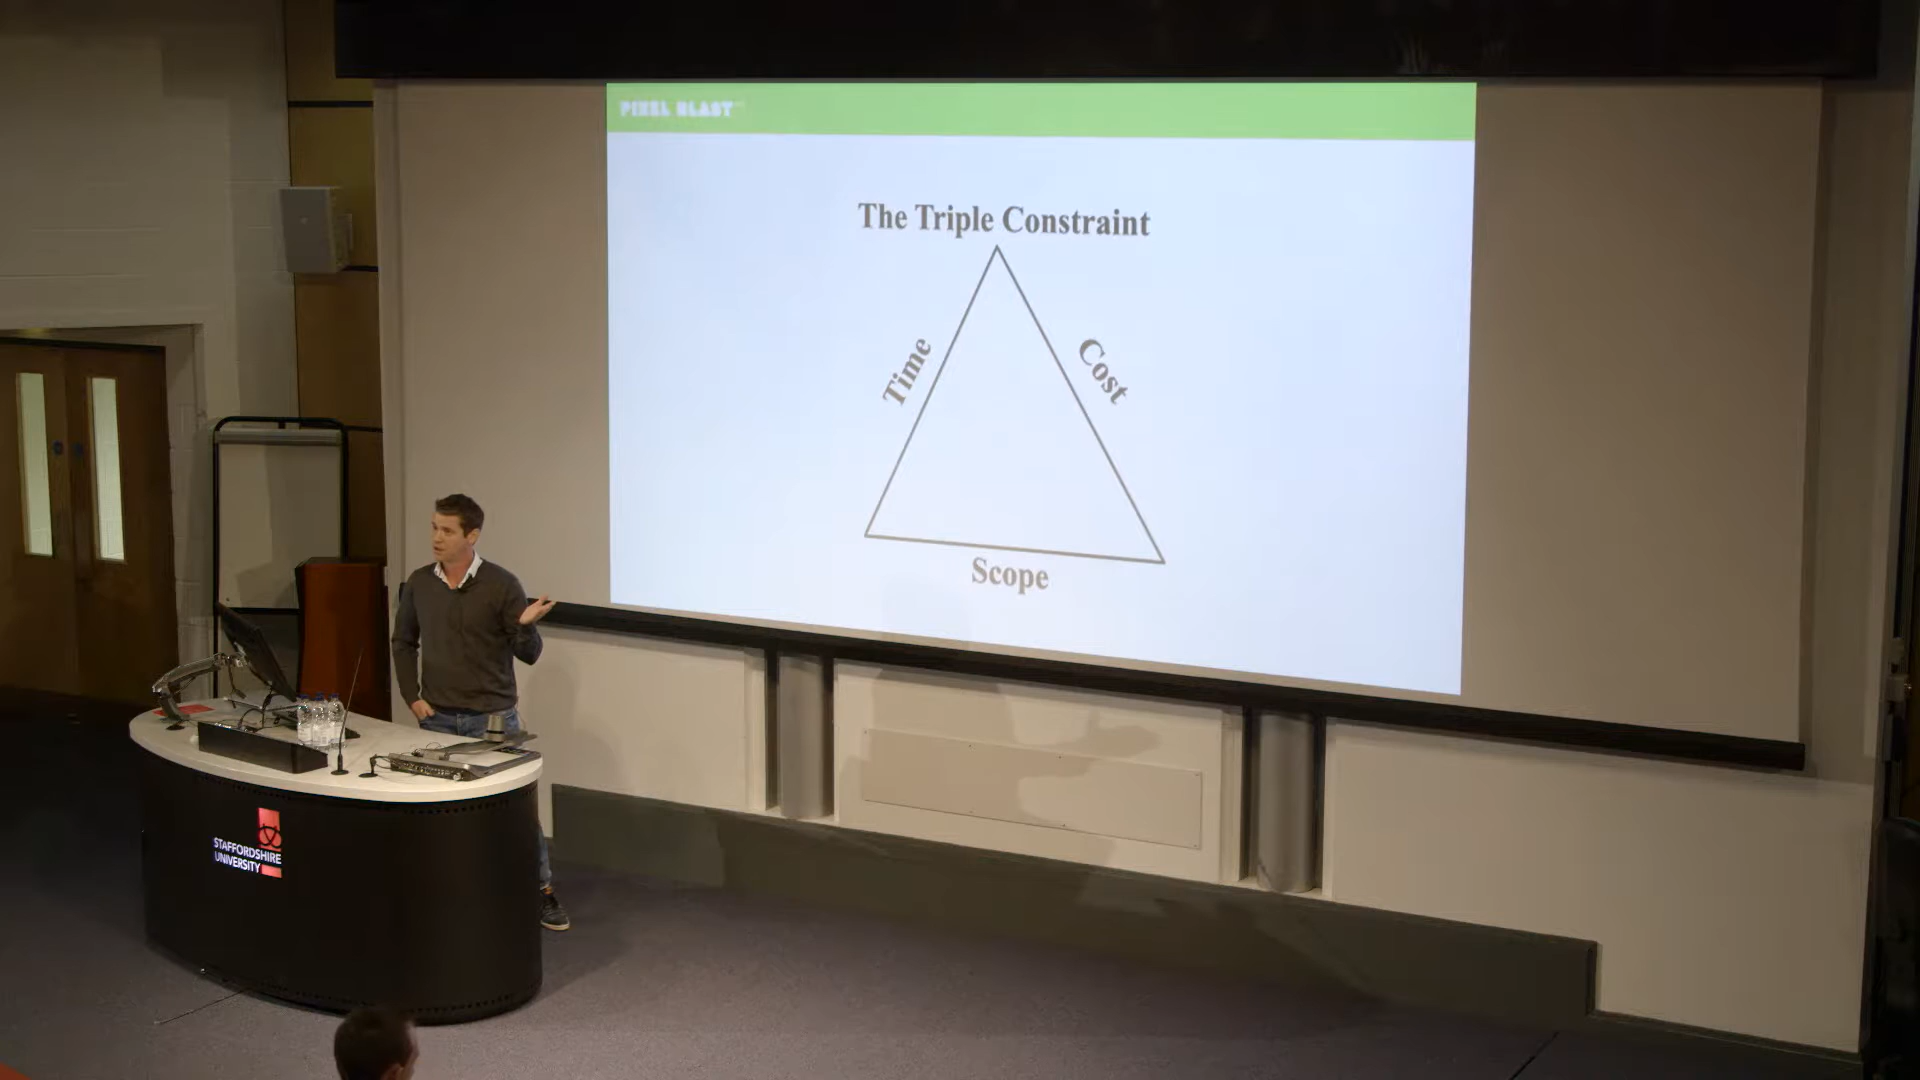 PIXEL BLAST
The Triple Constraint
Time
Cost
Scope
STAFFORDSHIRE
UNIVERSITY